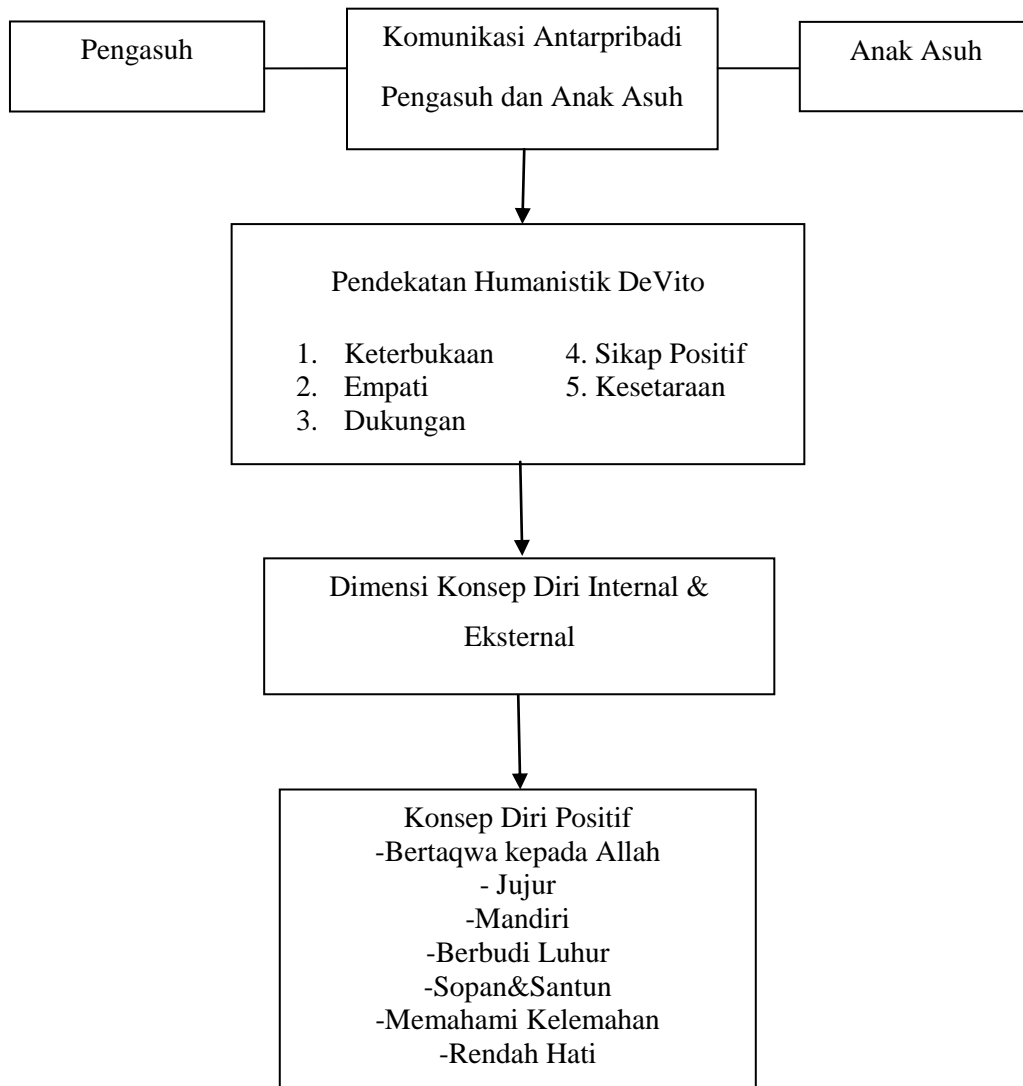 Pengasuh
Komunikasi Antarpribadi
Pengasuh dan Anak Asuh
Anak Asuh
Pendekatan Humanistik DeVito
1. Keterbukaan
2. Empati
3. Dukungan
4. Sikap Positif
5. Kesetaraan
Dimensi Konsep Diri Internal &
Eksternal
Konsep Diri Positif
-Bertaqwa kepada Allah
- Jujur
-Mandiri
-Berbudi Luhur
-Sopan&Santun
-Memahami Kelemahan
-Rendah Hati